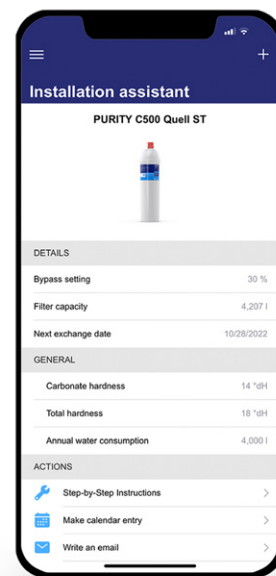 Installation assistant
PURITY C500 Quell ST
DETAILS
Bypass setting 30 %
Filter capacity 4,207 l
Next exchange date 10/28/2022
GENERAL
Carbonate hardness 14 °dH
Total hardness 18 °dH
Annual water consumption 4,000 l
ACTIONS
Step-by-Step Instructions
Make calendar entry
Write an email